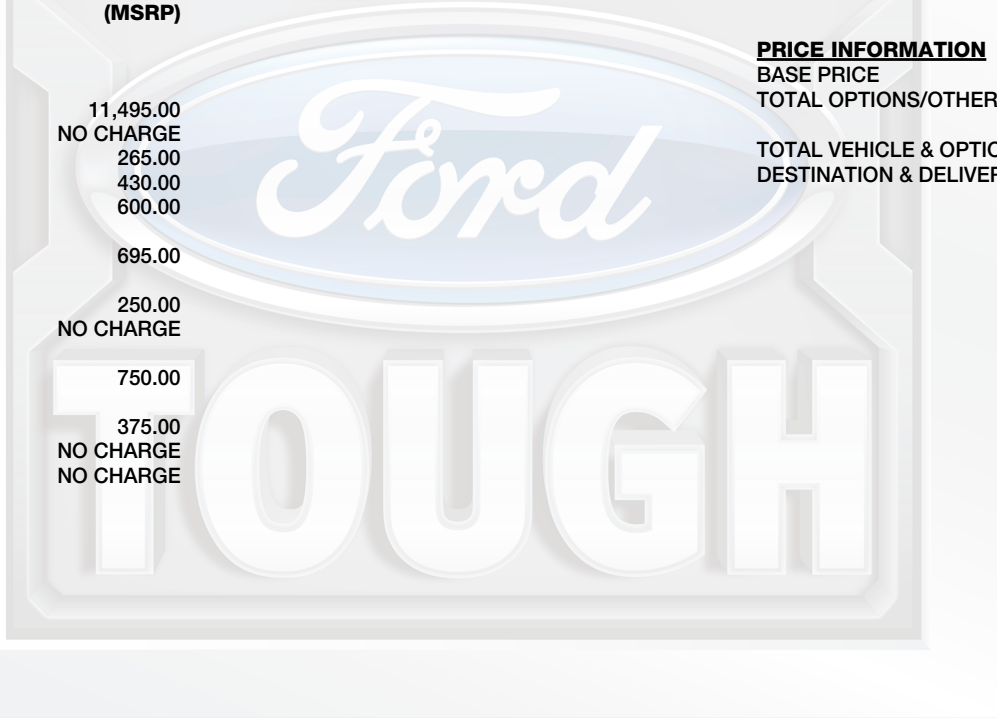 (MSRP)
11,495.00
NO CHARGE
265.00
430.00
600.00
695.00
250.00
NO CHARGE
750.00
375.00
NO CHARGE
NO CHARGE
PRICE INFORMATION
BASE PRICE
TOTAL OPTIONS/OTHER
TOTAL VEHICLE & OPTIO
DESTINATION & DELIVER
Ford
TOUGH